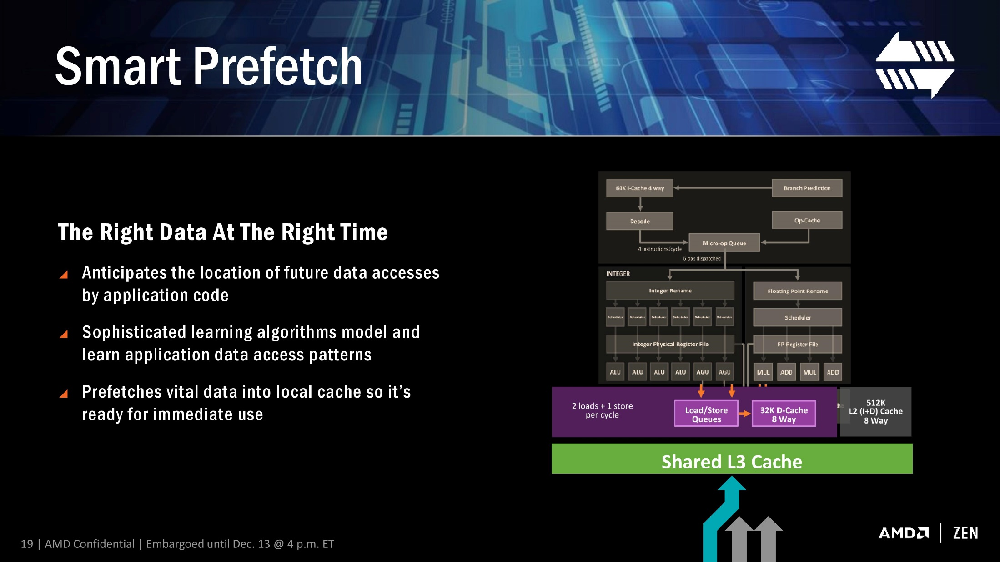 Smart Prefetch
The Right Data At The Right Time
Anticipates the location of future data accesses
by application code
Sophisticated learning algorithms model and
learn application data access patterns
Prefetches vital data into local cache so it’s
ready for immediate use
64K I-Cache 4 way
Branch Prediction
Decode
Op-Cache
Micro-op Queue
4 instructions/cycle
6 ops dispatched
INTEGER
Integer Rename
Floating Point Rename
Scheduler Scheduler Scheduler Scheduler Scheduler Scheduler
Scheduler
Integer Physical Register File
FP Register File
ALU ALU ALU ALU AGU AGU
MUL ADD MUL ADD
2 loads + 1 store
per cycle
Load/Store
Queues
32K D-Cache
8 Way
512K
L2 (I+D) Cache
8 Way
Shared L3 Cache
19 | AMD Confidential | Embargoed until Dec. 13 @ 4 p.m. ET
AMD | ZEN